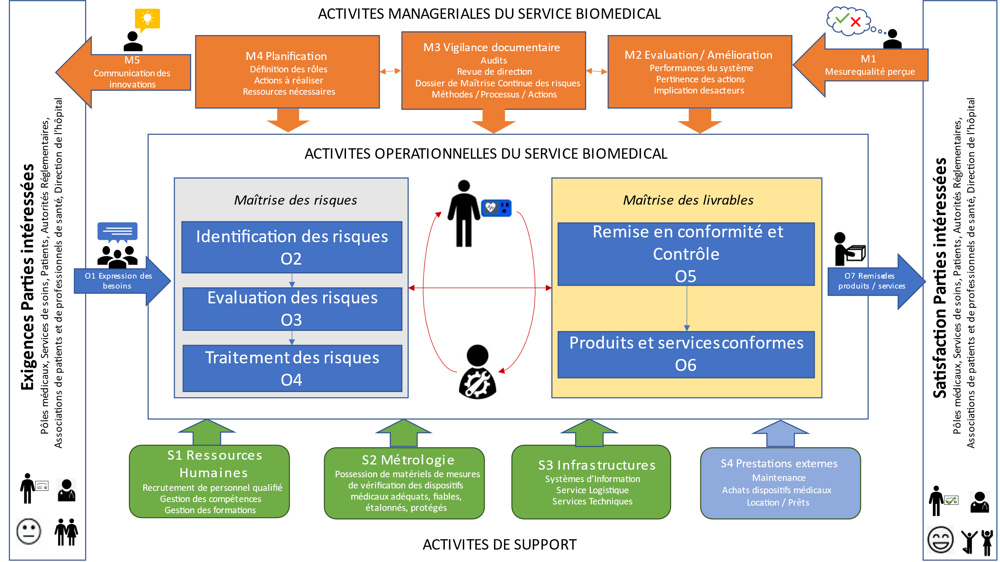 ACTIVITES MANAGERIALES DU SERVICE BIOMEDICAL
M5
Communication des
innovations
M4 Planification
Définition des rôles
Actions à réaliser
Ressources nécessaires
M3 Vigilance documentaire
Audits
Revue de direction
Dossier de Maîtrise Continue des risques
Méthodes / Processus / Actions
M2 Evaluation / Amélioration
Performances du système
Pertinence des actions
Implication desacteurs
M1
Mesurequalité perçue
Exigences Parties intéressées
Pôles médicaux, Services de soins, Patients, Autorités Réglementaires,
Associations de patients et de professionnels de santé, Direction de l'hôpital
O1 Expression des
besoins
ACTIVITES OPERATIONNELLES DU SERVICE BIOMEDICAL
Maîtrise des risques
Identification des risques
O2
Evaluation des risques
O3
Traitement des risques
O4
Maîtrise des livrables
Remise en conformité et
Contrôle
O5
Produits et services conformes
O6
O7 Remise des
produits / services
Satisfaction Parties intéressées
Pôles médicaux, Services de soins, Patients, Autorités Réglementaires,
Associations de patients et de professionnels de santé, Direction de l'hôpital
S1 Ressources
Humaines
Recrutement de personnel qualifié
Gestion des compétences
Gestion des formations
S2 Métrologie
Possession de matériels de mesures
de vérification des dispositifs
médicaux adéquats, fiables,
étalonnés, protégés
S3 Infrastructures
Systèmes d'Information
Service Logistique
Services Techniques
S4 Prestations externes
Maintenance
Achats dispositifs médicaux
Location / Prêts
ACTIVITES DE SUPPORT